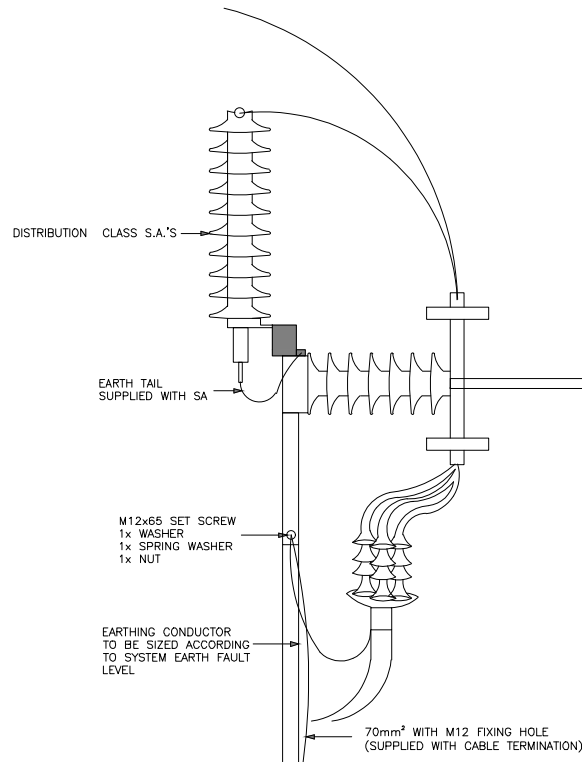 DISTRIBUTION CLASS S.A.'S
EARTH TAIL
SUPPLIED WITH SA
M12x65 SET SCREW
1x WASHER
1x SPRING WASHER
1x NUT
EARTHING CONDUCTOR
TO BE SIZED ACCORDING
TO SYSTEM EARTH FAULT
LEVEL
70mm² WITH M12 FIXING HOLE
(SUPPLIED WITH CABLE TERMINATION)